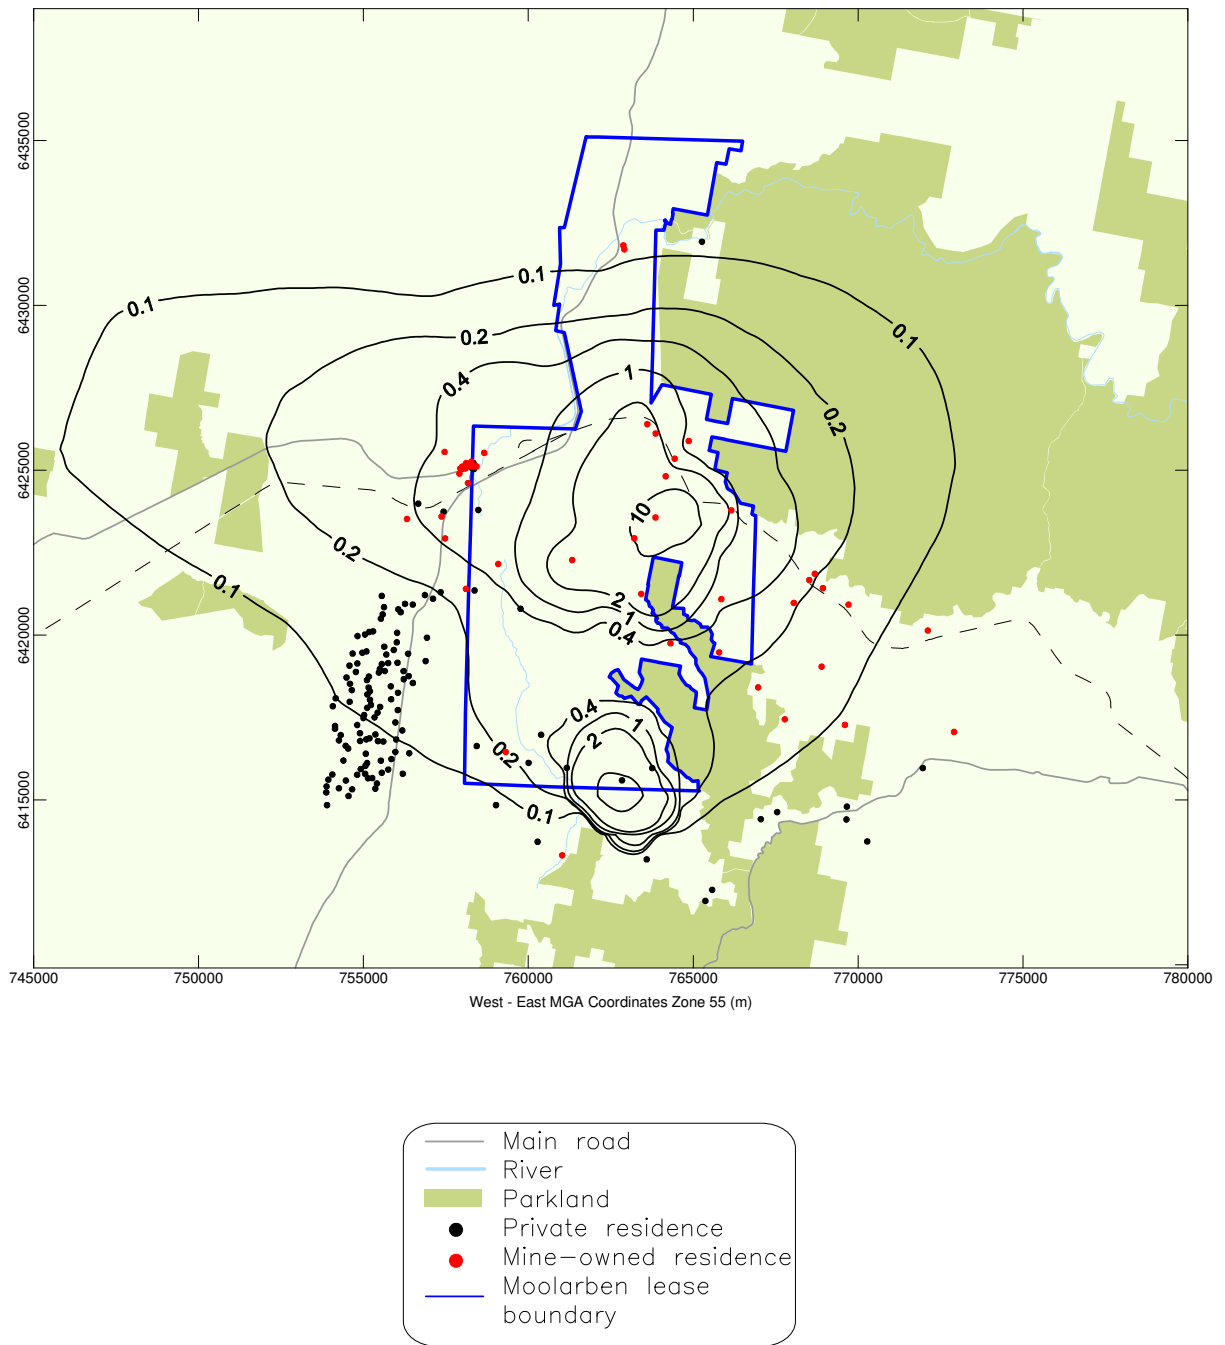 6435000
6430000
6425000
6420000
6415000
0.1
0.1
0.1
0.2
0.4
1
0.2
10
0.2
0.1
2
1
0.4
0.4
1
2
0.2
0.1
745000 750000 755000 760000 765000 770000 775000 780000
West - East MGA Coordinates Zone 55 (m)
Main road
River
Parkland
Private residence
Mine-owned residence
Moolarben lease
boundary